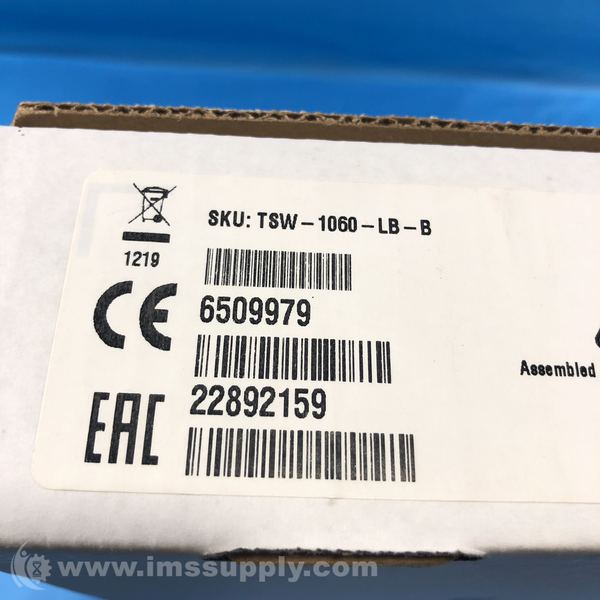 SKU: TSW-1060-LB-B
1219
CE
6509979
Assembled
22892159
EAC
www.imssupply.com